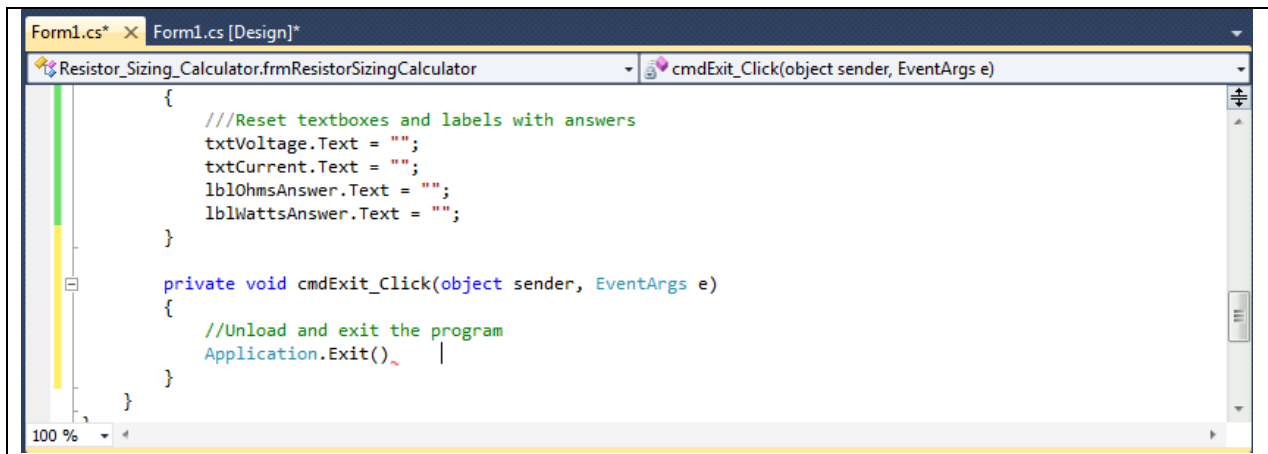 Form1.cs* Form1.cs [Design]*
Resistor_Sizing_Calculator.frmResistorSizingCalculator cmdExit_Click(object sender, EventArgs e)
{
///Reset textboxes and labels with answers
txtVoltage.Text = "";
txtCurrent.Text = "";
lblOhmsAnswer.Text = "";
lblWattsAnswer.Text = "";
}
private void cmdExit_Click(object sender, EventArgs e)
{
//Unload and exit the program
Application.Exit()
}
}
100 %